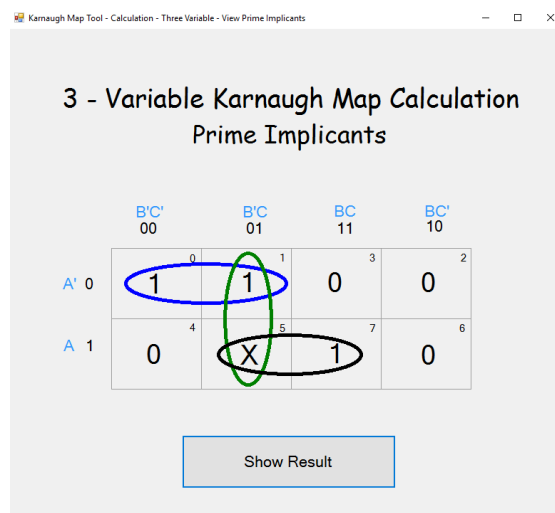 Karnaugh Map Tool - Calculation - Three Variable - View Prime Implicants
3 - Variable Karnaugh Map Calculation
Prime Implicants
B'C' B'C BC BC'
00 01 11 10
0 1 3 2
A' 0 1 1 0 0
4 5 7 6
A 1 0 X 1 0
Show Result